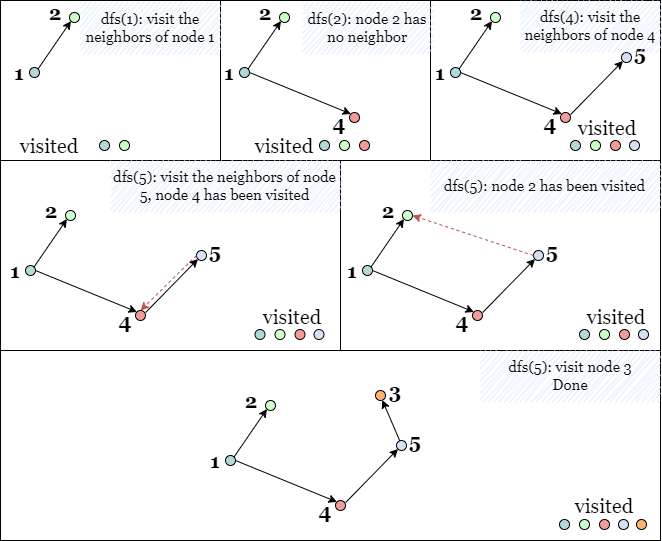 dfs(1): visit the
neighbors of node 1
2
1
visited
dfs(2): node 2 has
no neighbor
2
1
4
visited
dfs(4): visit the
neighbors of node 4
2
5
1
4
visited
dfs(5): visit the neighbors of node
5, node 4 has been visited
2
5
1
4
visited
dfs(5): node 2 has been visited
2
5
1
4
visited
dfs(5): visit node 3
Done
3
2
5
1
4
visited